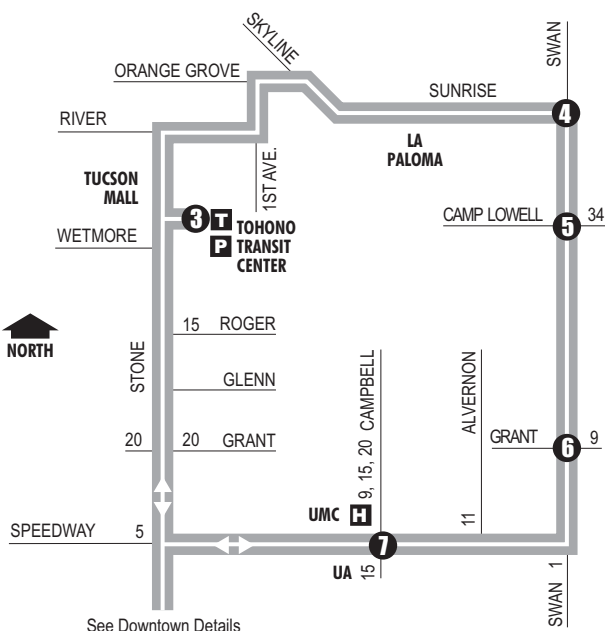 SKYLINE
SWAN
ORANGE GROVE
SUNRISE
4
RIVER
LA
PALOMA
1ST AVE.
TUCSON
MALL
3 T
P
TOHONO
TRANSIT
CENTER
CAMP LOWELL 5 34
WETMORE
NORTH
15 ROGER
STONE
GLENN
9, 15, 20 CAMPBELL
ALVERNON
11
20 20 GRANT
GRANT 6 9
UMC H
SPEEDWAY 5
7
UA
15
SWAN 1
See Downtown Details